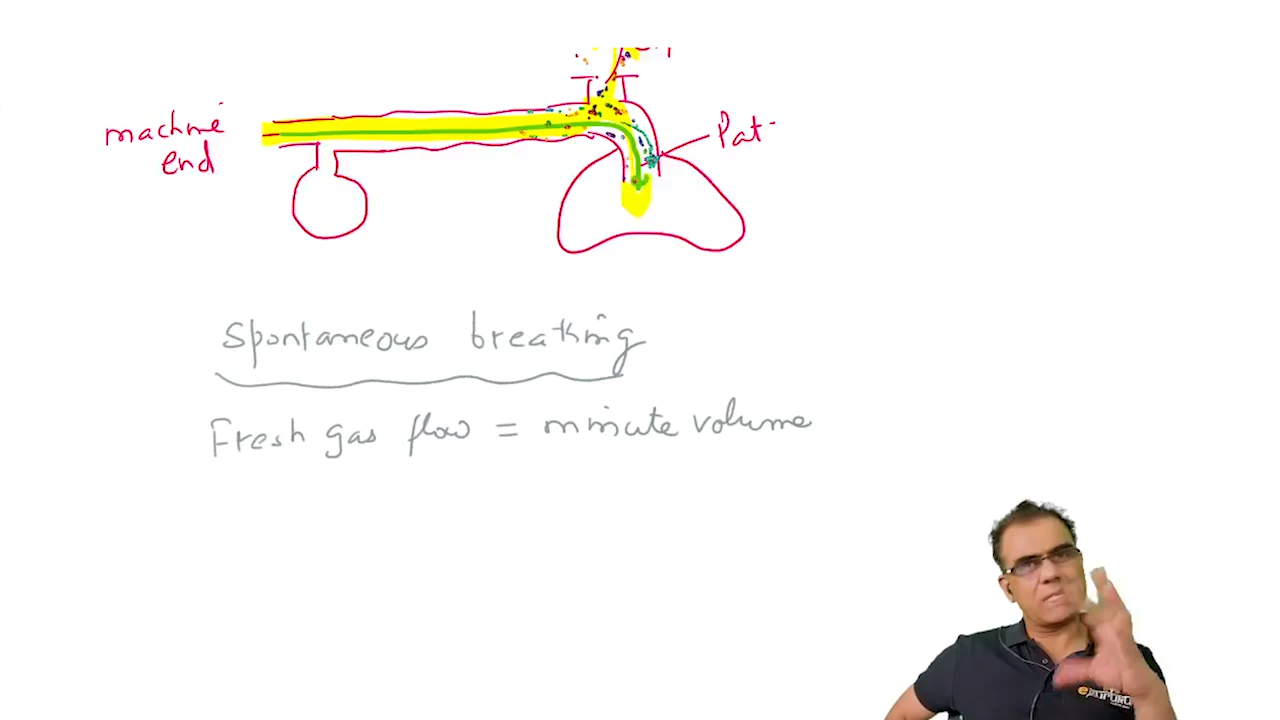 Pat-
machine
end
Spontaneous breathing
Fresh gas flow = minute volume